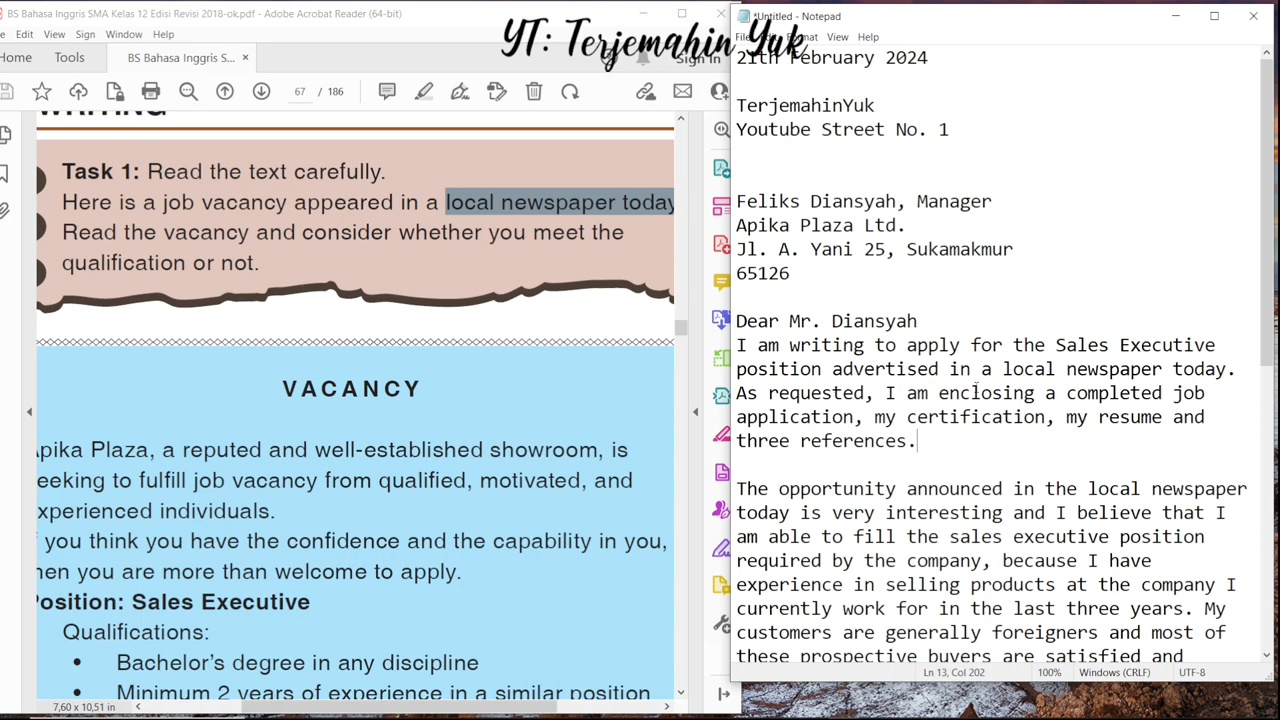 BS Bahasa Inggris SMA Kelas 12 Edisi Revisi 2018-ok.pdf - Adobe Acrobat Reader (64-bit)
Edit View Sign Window Help
YT: Terjemahin Yuk
Home Tools BS Bahasa Inggris S... × Sign In
67 / 186
WRITING
Task 1: Read the text carefully.
Here is a job vacancy appeared in a local newspaper today
Read the vacancy and consider whether you meet the
qualification or not.
VACANCY
Apika Plaza, a reputed and well-established showroom, is
eeking to fulfill job vacancy from qualified, motivated, and
xperienced individuals.
you think you have the confidence and the capability in you,
hen you are more than welcome to apply.
Position: Sales Executive
Qualifications:
• Bachelor's degree in any discipline
• Minimum 2 years of experience in a similar position
7,60 x 10,51 in
*Untitled - Notepad
File Edit Format View Help
21th February 2024
TerjemahinYuk
Youtube Street No. 1
Feliks Diansyah, Manager
Apika Plaza Ltd.
Jl. A. Yani 25, Sukamakmur
65126
Dear Mr. Diansyah
I am writing to apply for the Sales Executive
position advertised in a local newspaper today.
As requested, I am enclosing a completed job
application, my certification, my resume and
three references.
The opportunity announced in the local newspaper
today is very interesting and I believe that I
am able to fill the sales executive position
required by the company, because I have
experience in selling products at the company I
currently work for in the last three years. My
customers are generally foreigners and most of
these prospective buyers are satisfied and
Ln 13, Col 202 100% Windows (CRLF) UTF-8